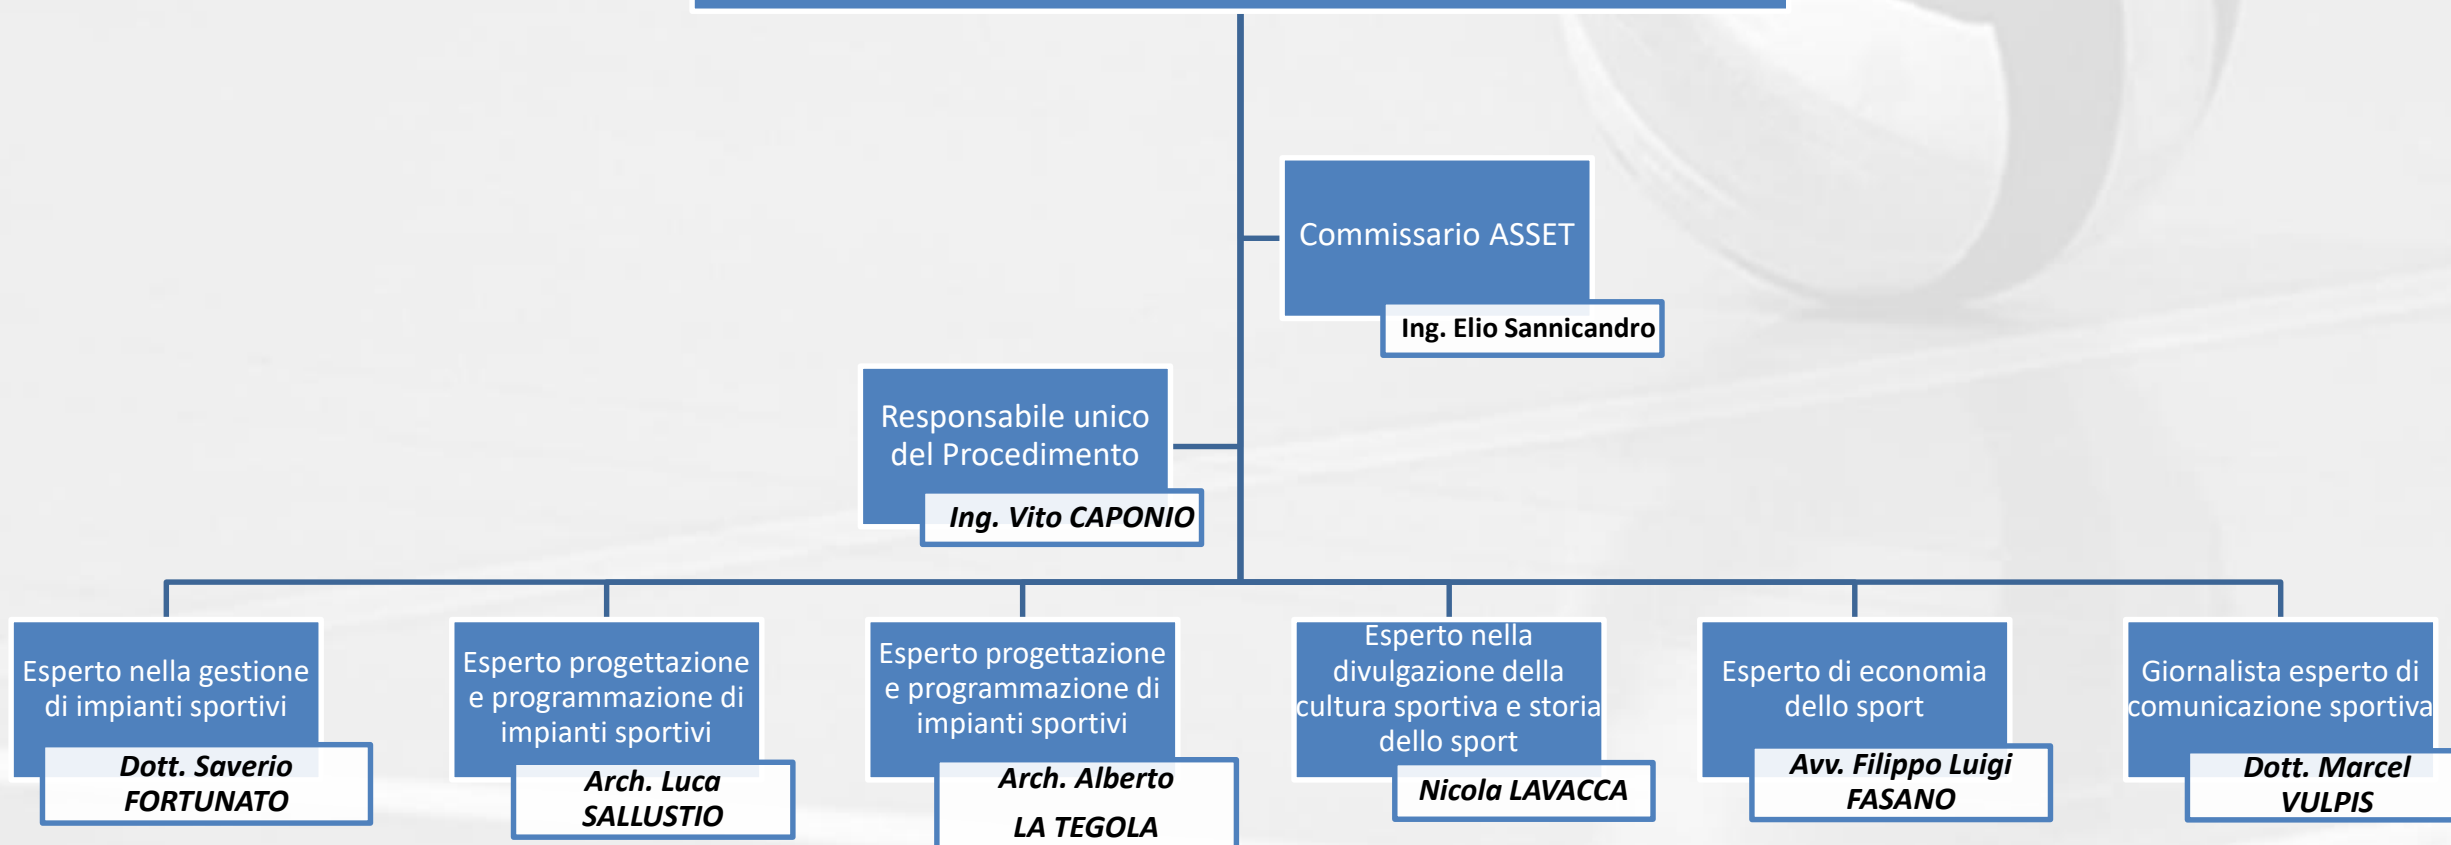 Commissario ASSET
Ing. Elio Sannicandro
Responsabile unico
del Procedimento
Ing. Vito CAPONIO
Esperto nella gestione
di impianti sportivi
Dott. Saverio
FORTUNATO
Esperto progettazione
e programmazione di
impianti sportivi
Arch. Luca
SALLUSTIO
Esperto progettazione
e programmazione di
impianti sportivi
Arch. Alberto
LA TEGOLA
Esperto nella
divulgazione della
cultura sportiva e storia
dello sport
Nicola LAVACCA
Esperto di economia
dello sport
Avv. Filippo Luigi
FASANO
Giornalista esperto di
comunicazione sportiva
Dott. Marcel
VULPIS